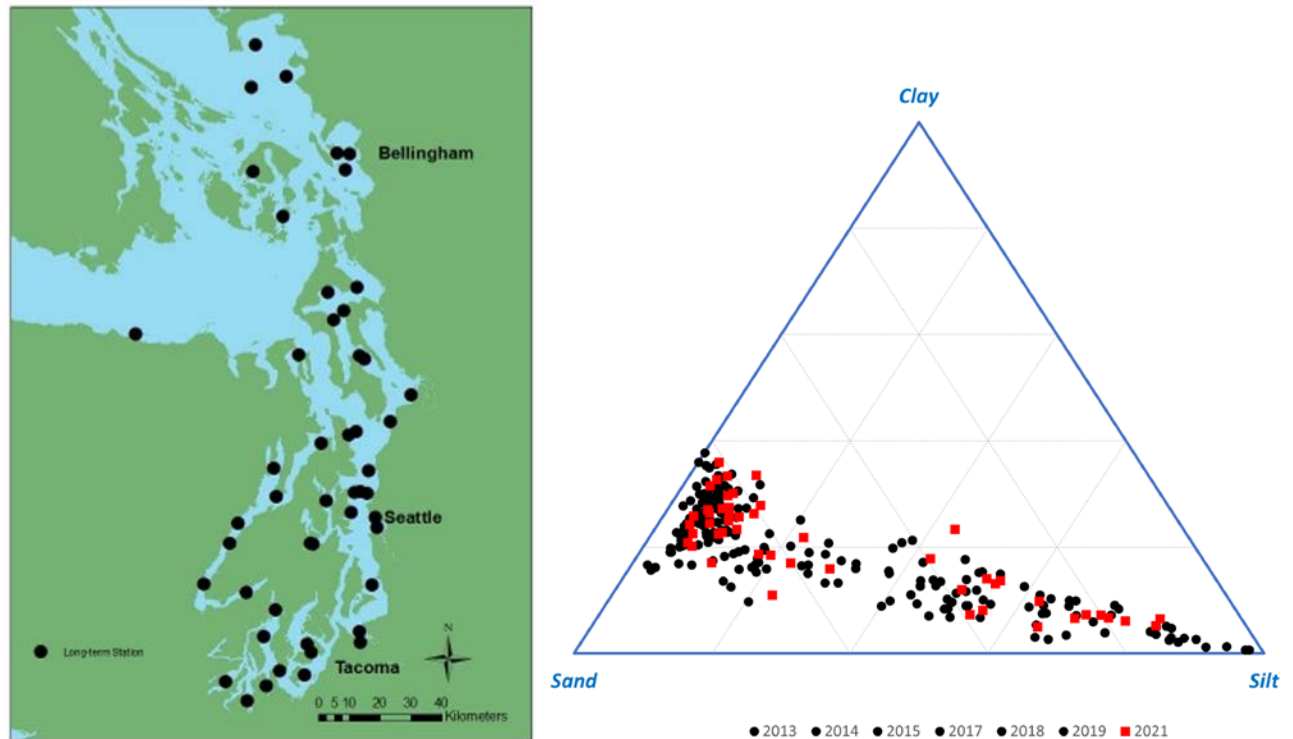 Bellingham
Seattle
Tacoma
N
Long-term Station
0 5 10 20 30 40
Kilometers
Clay
Sand
Silt
2013 2014 2015 2017 2018 2019 2021